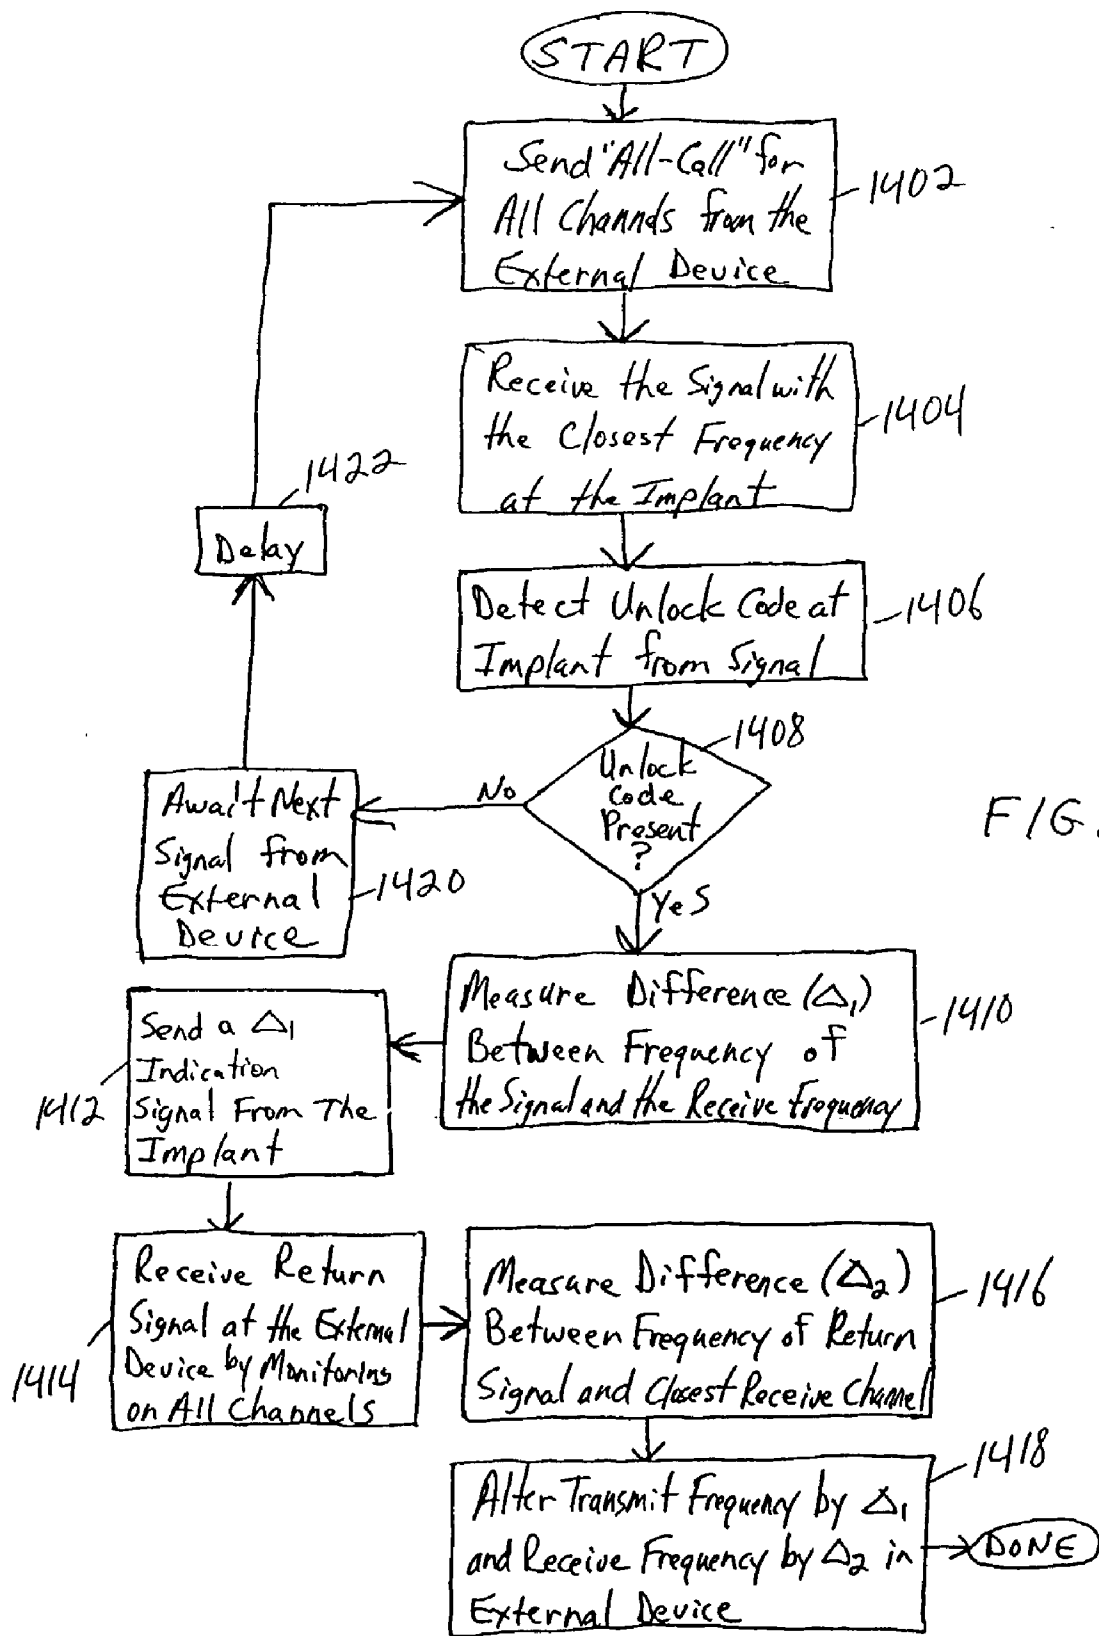 START
Send "All-Call" for
All Channels from the
External Device
1402
Receive the Signal with
the Closest Frequency
at the Implant
1404
1422
Delay
Detect Unlock Code at
Implant from Signal
1406
1408
Unlock
Code
Present
?
No
Await Next
Signal from
External
Device
1420
FIG.
Yes
Measure Difference (△1)
Between Frequency of
the Signal and the Receive Frequency
1410
Send a △1
Indication
Signal From The
Implant
1412
Receive Return
Signal at the External
Device by Monitoring
on All Channels
1414
Measure Difference (△2)
Between Frequency of Return
Signal and Closest Receive Channel
1416
Alter Transmit Frequency by △1
and Receive Frequency by △2 in
External Device
1418
DONE